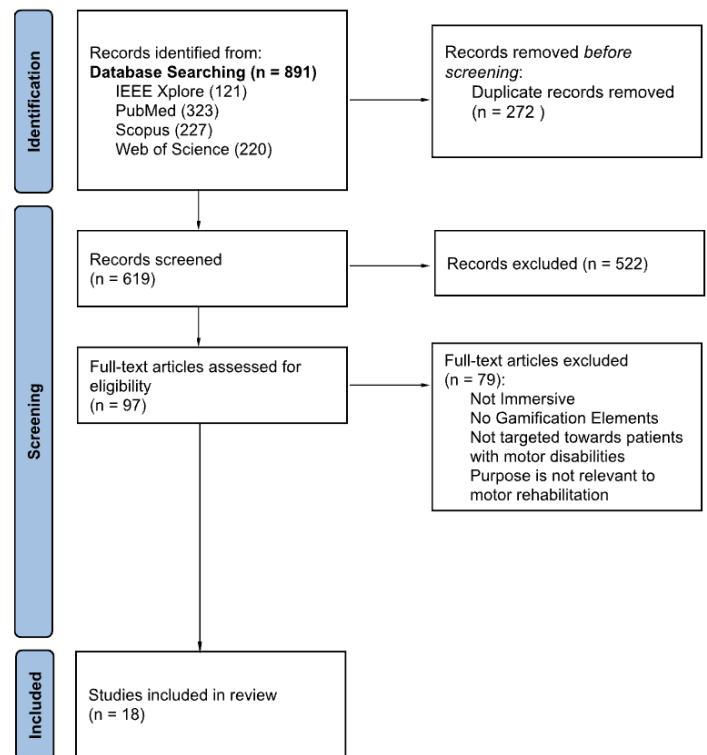 Identification
Records identified from:
Database Searching (n = 891)
IEEE Xplore (121)
PubMed (323)
Scopus (227)
Web of Science (220)
Records removed before
screening:
Duplicate records removed
(n = 272 )
Screening
Records screened
(n = 619)
Records excluded (n = 522)
Full-text articles assessed for
eligibility
(n = 97)
Full-text articles excluded
(n = 79):
Not Immersive
No Gamification Elements
Not targeted towards patients
with motor disabilities
Purpose is not relevant to
motor rehabilitation
Included
Studies included in review
(n = 18)